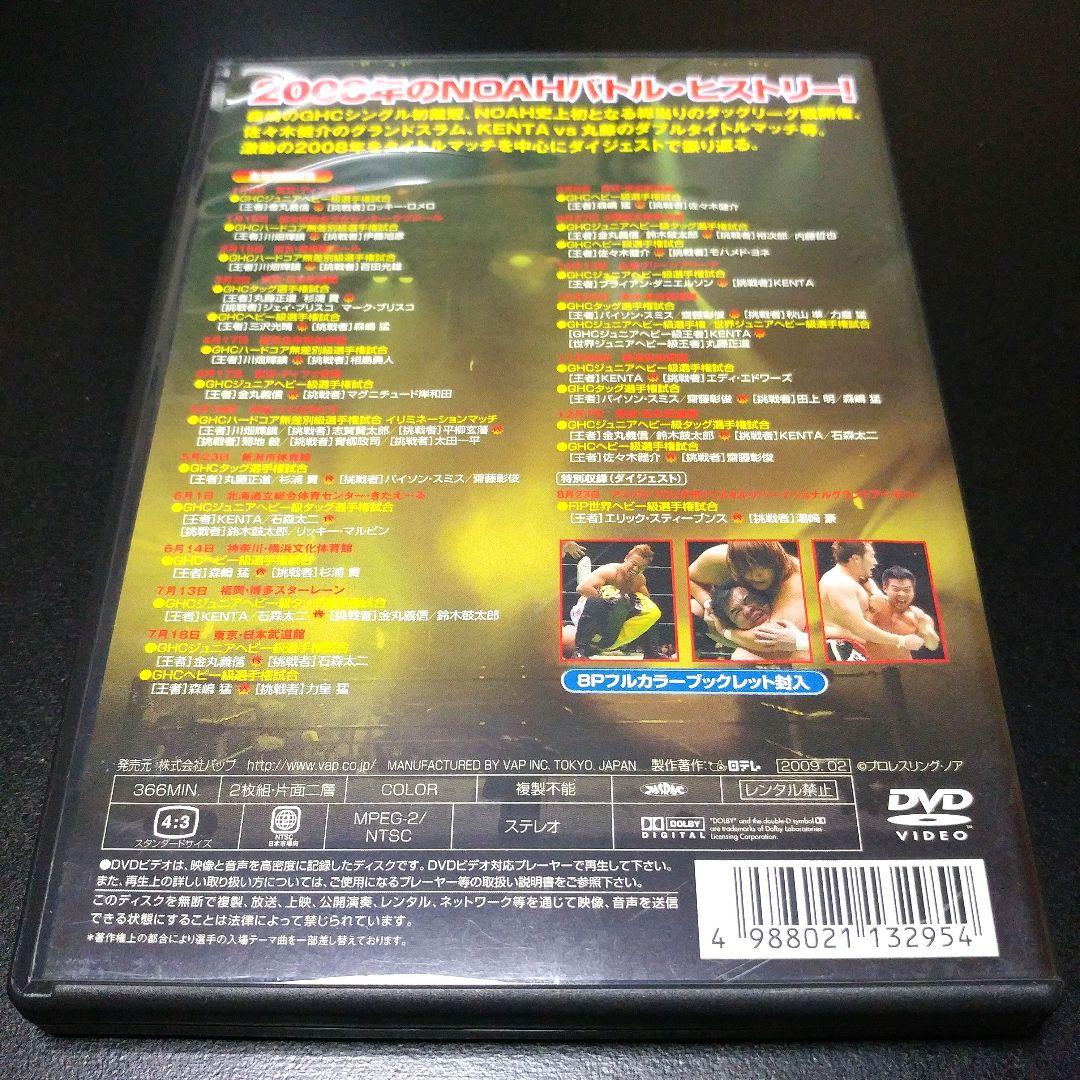 2008年のNOAHバトル・ヒストリー!
森嶋のGHCシングル初戴冠、NOAH史上初となる総当りのタッグリーグ戦開催、
佐々木健介のグランドスラム、KENTA vs 丸藤のダブルタイトルマッチ等。
激動の2008年をタイトルマッチを中心にダイジェストで振り返る。
●GHCジュニアヘビー級選手権試合
[王者]金丸義信 VS [挑戦者]ロッキー・ロメロ
●GHCハードコア無差別級選手権試合
[王者]川畑輝鎮 VS [挑戦者]伊藤旭彦
●GHCハードコア無差別級選手権試合
[王者]川畑輝鎮 VS [挑戦者]百田光雄
●GHCタッグ選手権試合
[王者]丸藤正道/杉浦 貴 VS
[挑戦者]ジェイ・ブリスコ/マーク・ブリスコ
●GHCヘビー級選手権試合
[王者]三沢光晴 VS [挑戦者]森嶋 猛
●GHCハードコア無差別級選手権試合
[王者]川畑輝鎮 VS [挑戦者]相島勇人
●GHCジュニアヘビー級選手権試合
[王者]金丸義信 VS [挑戦者]マグニチュード岸和田
●GHCハードコア無差別級選手権試合 イリミネーションマッチ
[王者]川畑輝鎮/[挑戦者]志賀賢太郎/[挑戦者]平柳玄藩 VS
[挑戦者]菊地 毅/[挑戦者]青柳政司/[挑戦者]太田一平
5月23日 新潟市体育館
●GHCタッグ選手権試合
[王者]丸藤正道/杉浦 貴 VS [挑戦者]バイソン・スミス/齋藤彰俊
6月1日 北海道立総合体育センター・きたえーる
●GHCジュニアヘビー級タッグ選手権試合
[王者]KENTA/石森太二 VS
[挑戦者]鈴木鼓太郎/リッキー・マルビン
6月14日 神奈川・横浜文化体育館
●GHCヘビー級選手権試合
[王者]森嶋 猛 VS [挑戦者]杉浦 貴
7月13日 福岡・博多スターレーン
●GHCジュニアヘビー級タッグ選手権試合
[王者]KENTA/石森太二 VS [挑戦者]金丸義信/鈴木鼓太郎
7月18日 東京・日本武道館
●GHCジュニアヘビー級選手権試合
[王者]金丸義信 VS [挑戦者]石森太二
●GHCヘビー級選手権試合
[王者]森嶋 猛 VS [挑戦者]力皇 猛
●GHCヘビー級選手権試合
[王者]森嶋 猛 VS [挑戦者]佐々木健介
●GHCジュニアヘビー級タッグ選手権試合
[王者]金丸義信/鈴木鼓太郎 VS [挑戦者]裕次郎/内藤哲也
●GHCヘビー級選手権試合
[王者]佐々木健介 VS [挑戦者]モハメド・ヨネ
●GHCジュニアヘビー級選手権試合
[王者]ブライアン・ダニエルソン VS [挑戦者]KENTA
●GHCタッグ選手権試合
[王者]バイソン・スミス/齋藤彰俊 VS [挑戦者]秋山 準/力皇 猛
●GHCジュニアヘビー級選手権/世界ジュニアヘビー級選手権試合
[GHCジュニアヘビー級王者]KENTA VS
[世界ジュニアヘビー級王者]丸藤正道
●GHCジュニアヘビー級選手権試合
[王者]KENTA VS [挑戦者]エディ・エドワーズ
●GHCタッグ選手権試合
[王者]バイソン・スミス/齋藤彰俊 VS [挑戦者]田上 明/森嶋 猛
●GHCジュニアヘビー級タッグ選手権試合
[王者]金丸義信/鈴木鼓太郎 VS [挑戦者]KENTA/石森太二
●GHCヘビー級選手権試合
[王者]佐々木健介 VS [挑戦者]齋藤彰俊
特別収録(ダイジェスト)
●FIP世界ヘビー級選手権試合
[王者]エリック・スティーブンス VS [挑戦者]潮﨑 豪
8Pフルカラーブックレット封入
発売元:株式会社バップ http://www.vap.co.jp/ MANUFACTURED BY VAP INC. TOKYO. JAPAN 製作著作:日テレ 2009.02 ©プロレスリング・ノア
366MIN. 2枚組・片面二層 COLOR 複製不能 JASRAC レンタル禁止
4:3 スタンダードサイズ NTSC 日本市場向 MPEG-2/NTSC ステレオ DOLBY DIGITAL "DOLBY" and the double-D symbol are trademarks of Dolby Laboratories Licensing Corporation.
DVD VIDEO
●DVDビデオは、映像と音声を高密度に記録したディスクです。DVDビデオ対応プレーヤーで再生して下さい。
また、再生上の詳しい取り扱い方については、ご使用になるプレーヤー等の取扱い説明書をご参照下さい。
このディスクを無断で複製、放送、上映、公開演奏、レンタル、ネットワーク等を通じて映像、音声を送信
できる状態にすることは法律によって禁じられています。
*著作権上の都合により選手の入場テーマ曲を一部差し替えております。
4 988021 132954